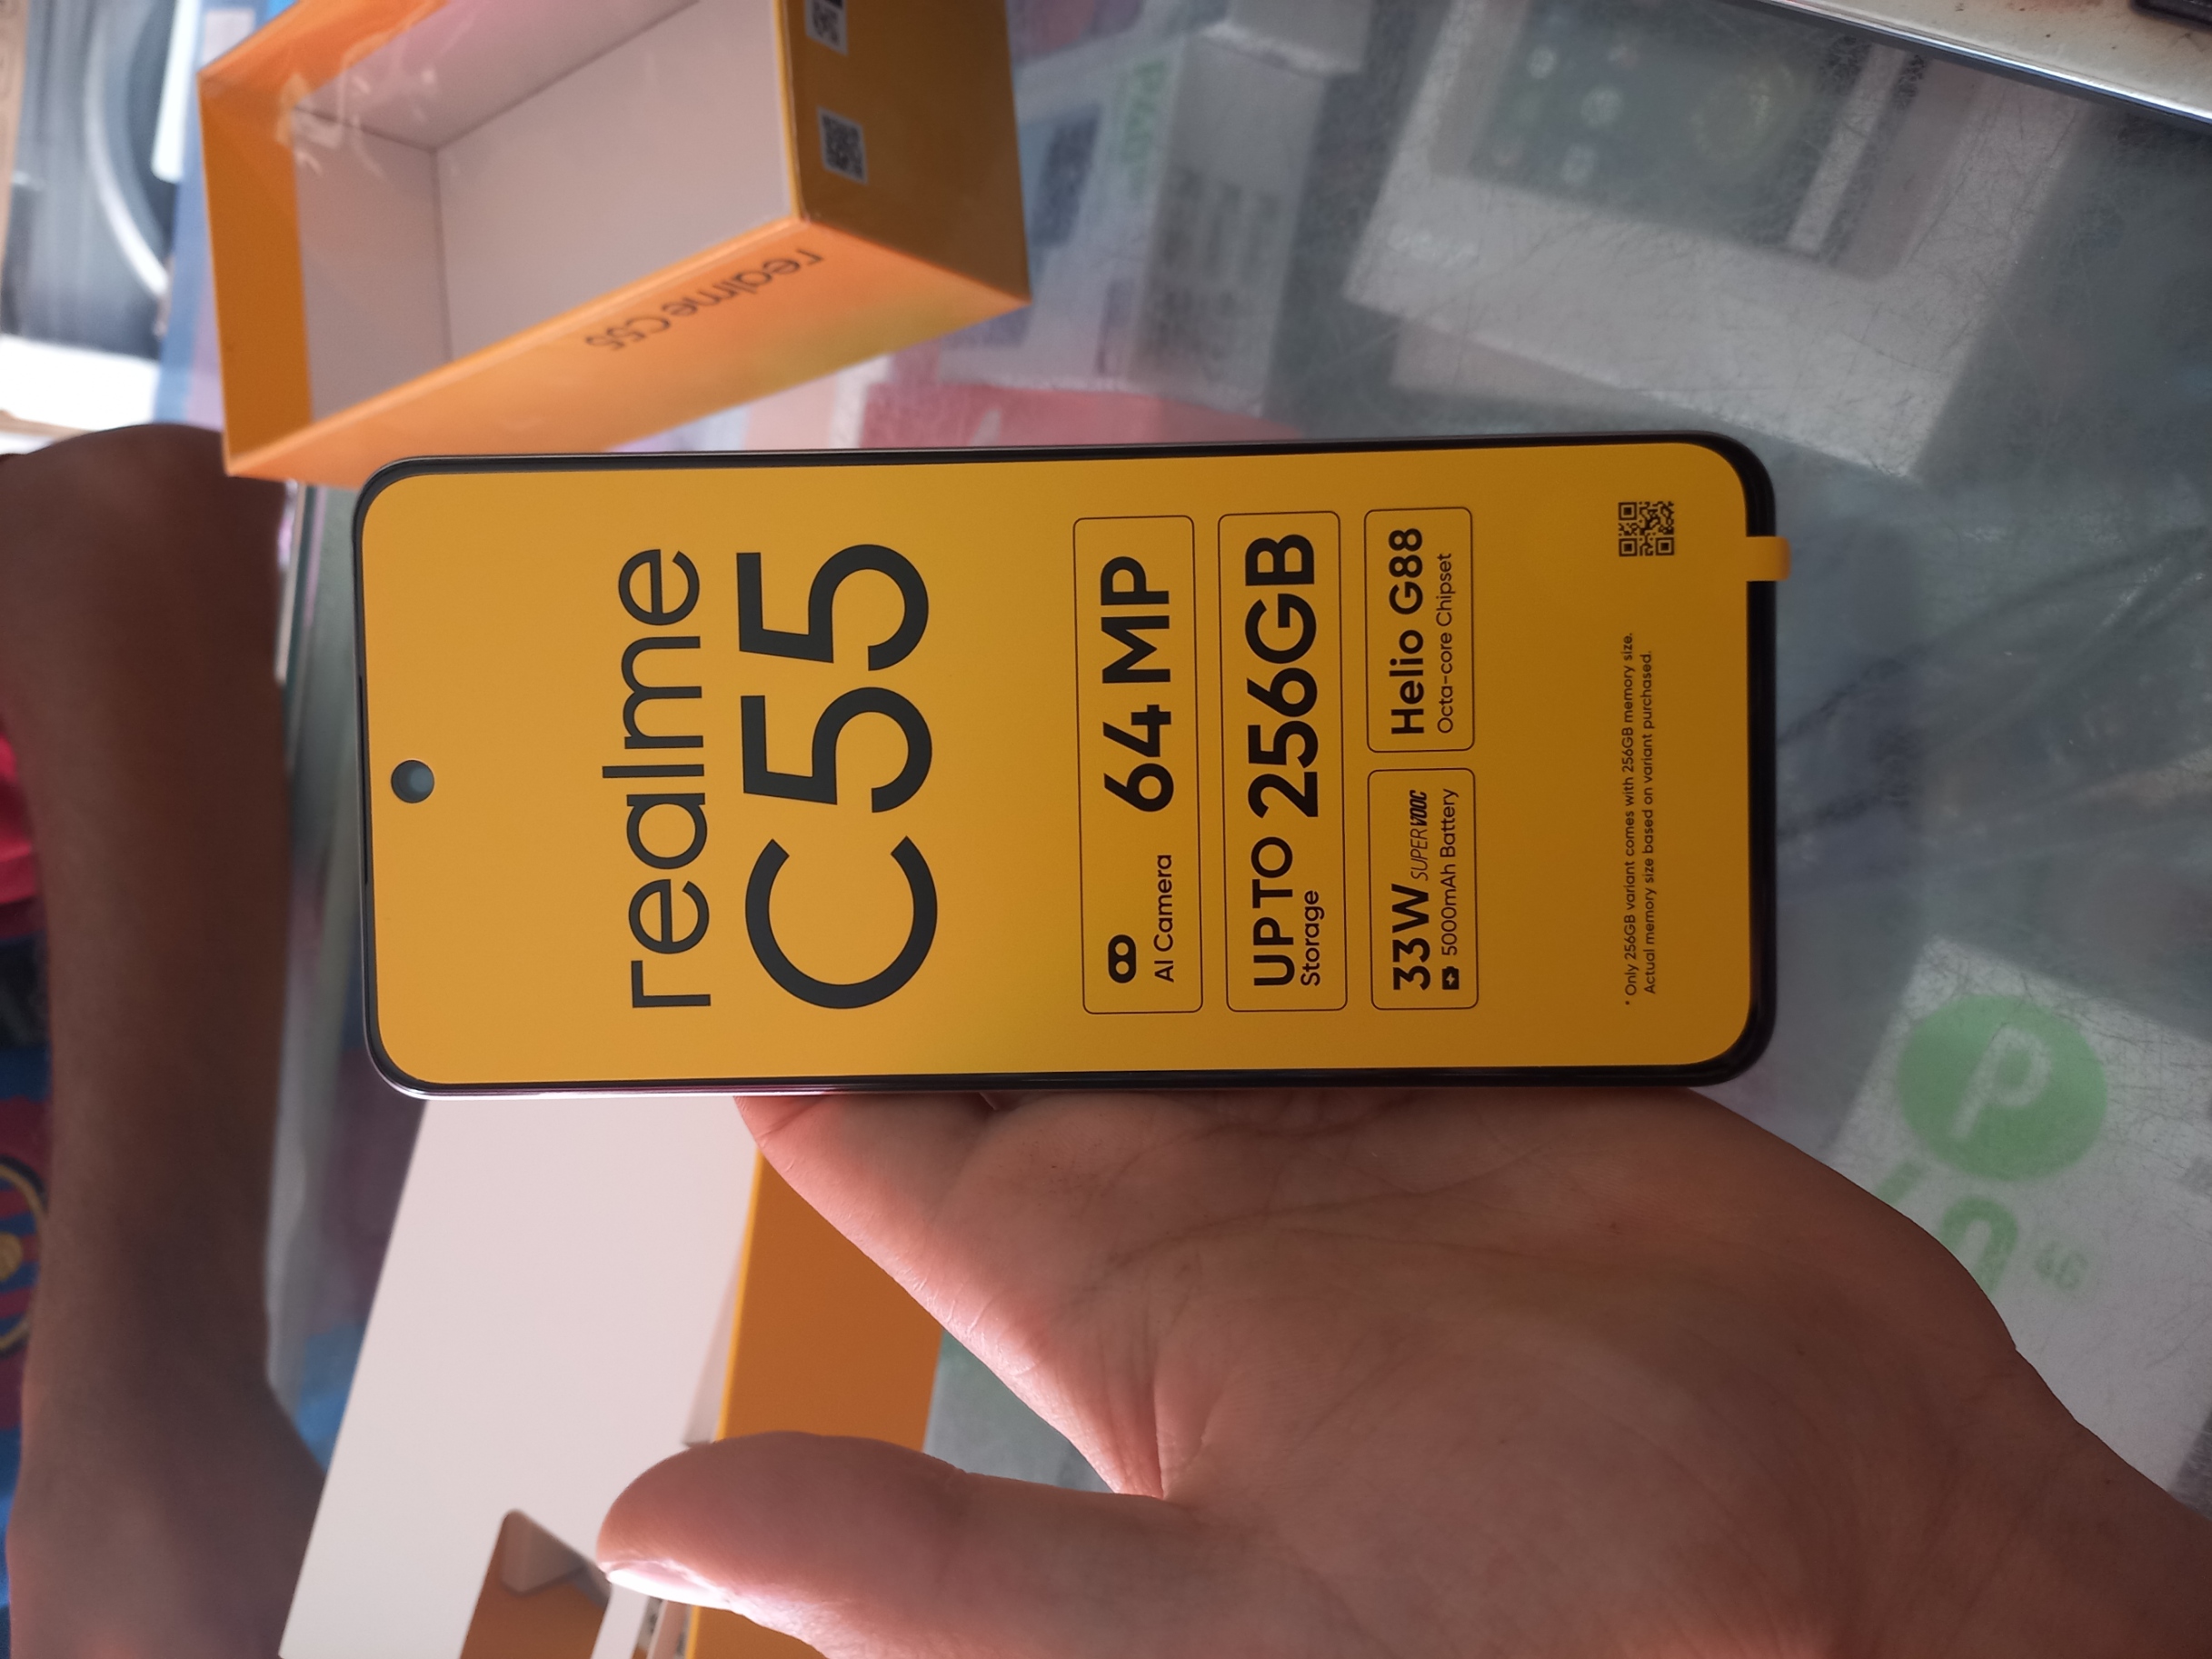 realme
C55
AI Camera
64 MP
UP TO
Storage
256GB
33W SUPERVOOC
5000mAh Battery
Helio G88
Octa-core Chipset
* Only 256GB variant comes with 256GB memory size.
Actual memory size based on variant purchased.
realme C55